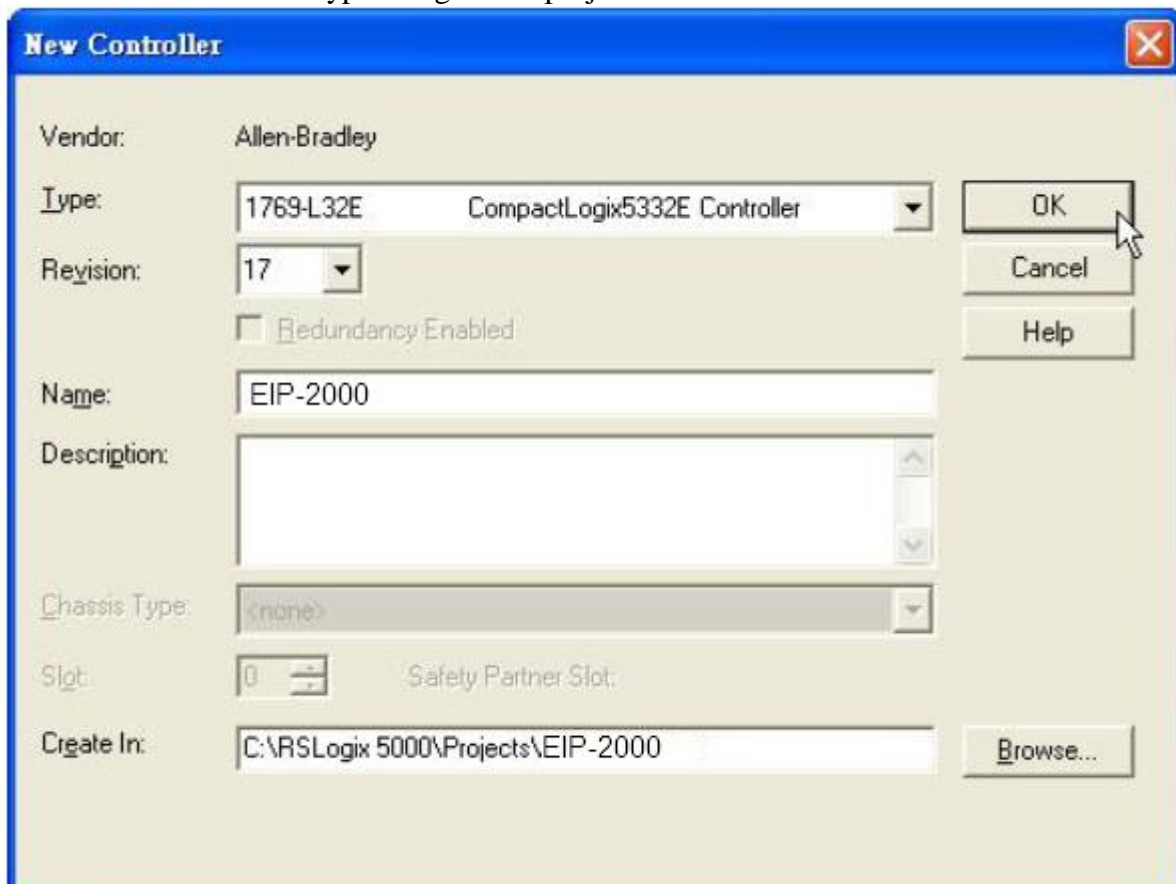 New Controller
Vendor: Allen-Bradley
Type: 1769-L32E CompactLogix5332E Controller OK
Revision: 17 Cancel
Redundancy Enabled Help
Name: EIP-2000
Description:
Chassis Type: <none>
Slot: 0 Safety Partner Slot:
Create In: C:\RSLogix 5000\Projects\EIP-2000 Browse...